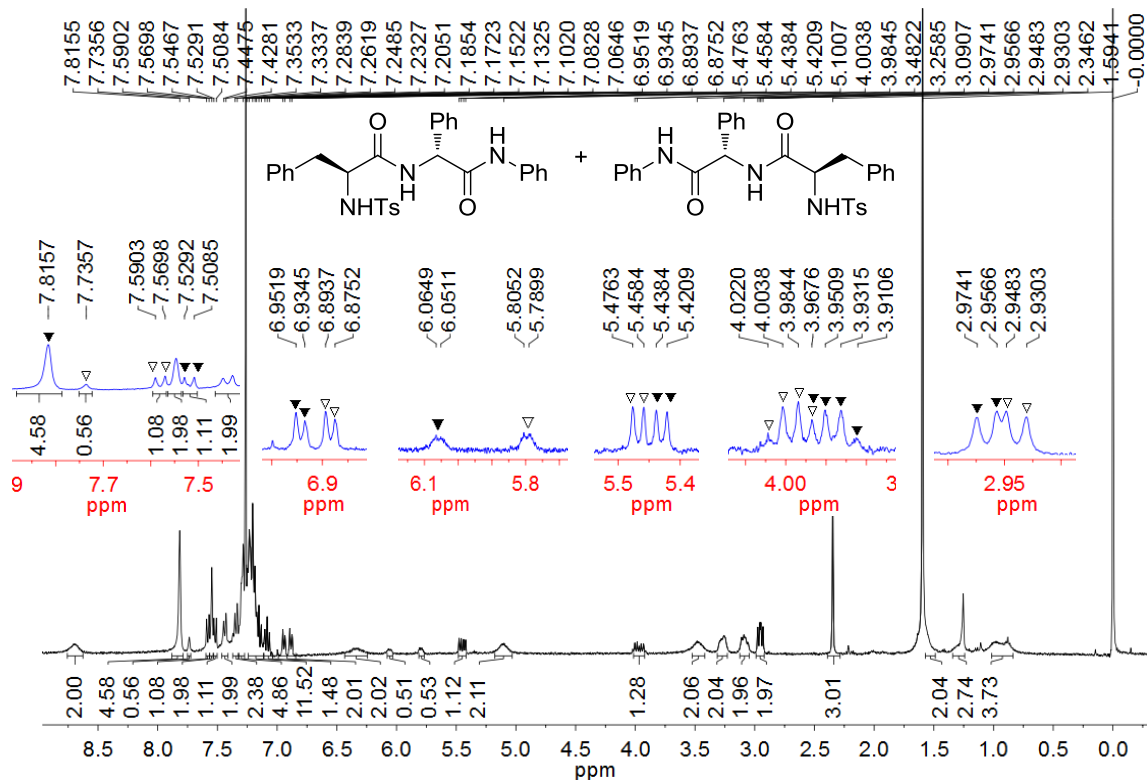 7.8155 7.7356 7.5902 7.5698 7.5467 7.5291 7.5084 7.4475 7.4281 7.3533 7.3337 7.2839 7.2619 7.2485 7.2327 7.2051 7.1854 7.1723 7.1522 7.1325 7.1020 7.0828 7.0646 6.9519 6.9345 6.8937 6.8752 5.4763 5.4584 5.4384 5.4209 5.1007 4.0038 3.9845 3.4822 3.2585 3.0907 2.9741 2.9566 2.9483 2.9303 2.3462 1.5941 -0.0000
O Ph H Ph
Ph N N Ph
H
NHTs O
+
Ph O
H
N N
Ph H Ph
O NHTs
7.8157 7.7357 7.5903 7.5698 7.5292 7.5085
6.9519 6.9345 6.8937 6.8752
6.0649 6.0511 5.8052 5.7899
5.4763 5.4584 5.4384 5.4209
4.0220 4.0038 3.9844 3.9676 3.9509 3.9315 3.9106
2.9741 2.9566 2.9483 2.9303
4.58 0.56 1.08 1.98 1.11 1.99
9 7.7 7.5
ppm
6.9
ppm
6.1 5.8
ppm
5.5 5.4
ppm
4.00 3
ppm
2.95
ppm
2.00 4.58 0.56 1.08 1.98 1.11 1.99 2.38 4.86 11.52 1.48 2.01 2.02 0.51 0.53 1.12 2.11 1.28 2.06 2.04 1.96 1.97 3.01 2.04 2.74 3.73
8.5 8.0 7.5 7.0 6.5 6.0 5.5 5.0 4.5 4.0 3.5 3.0 2.5 2.0 1.5 1.0 0.5 0.0
ppm